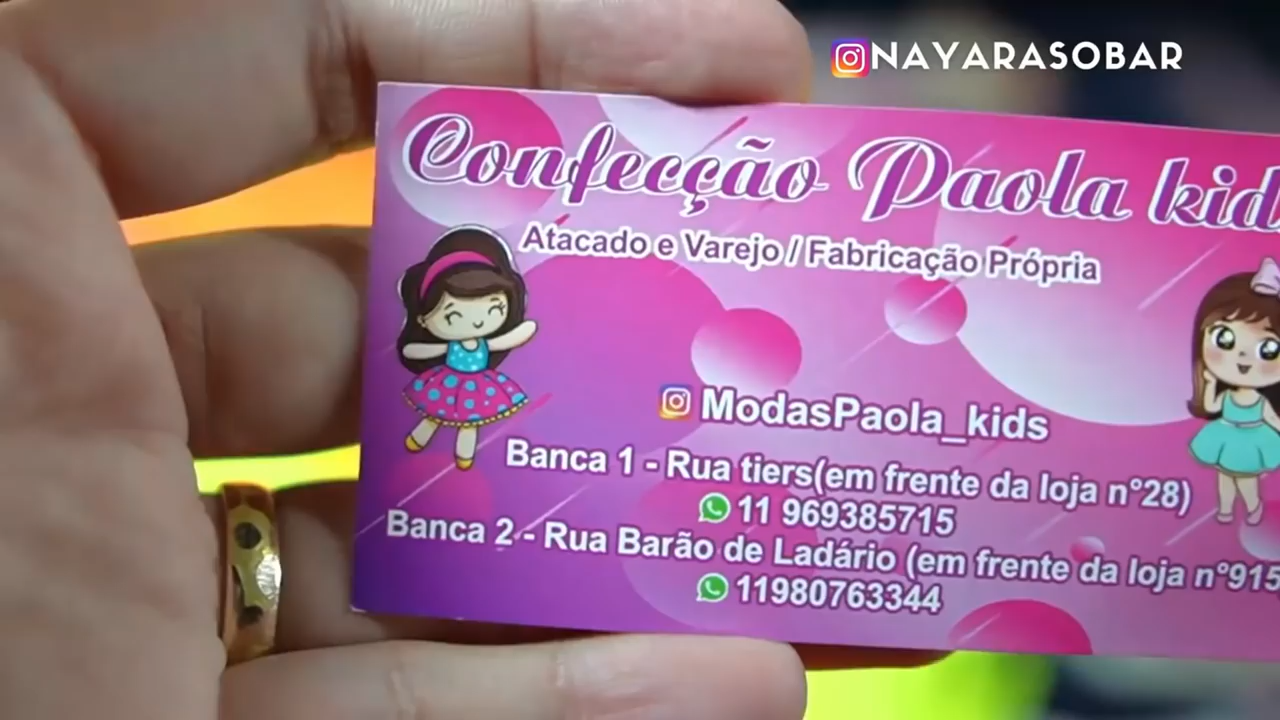 NAYARASOBAR
Confecção Paola kid
Atacado e Varejo / Fabricação Própria
ModasPaola_kids
Banca 1 - Rua tiers(em frente da loja n°28)
11 969385715
Banca 2 - Rua Barão de Ladário (em frente da loja n°915
11980763344